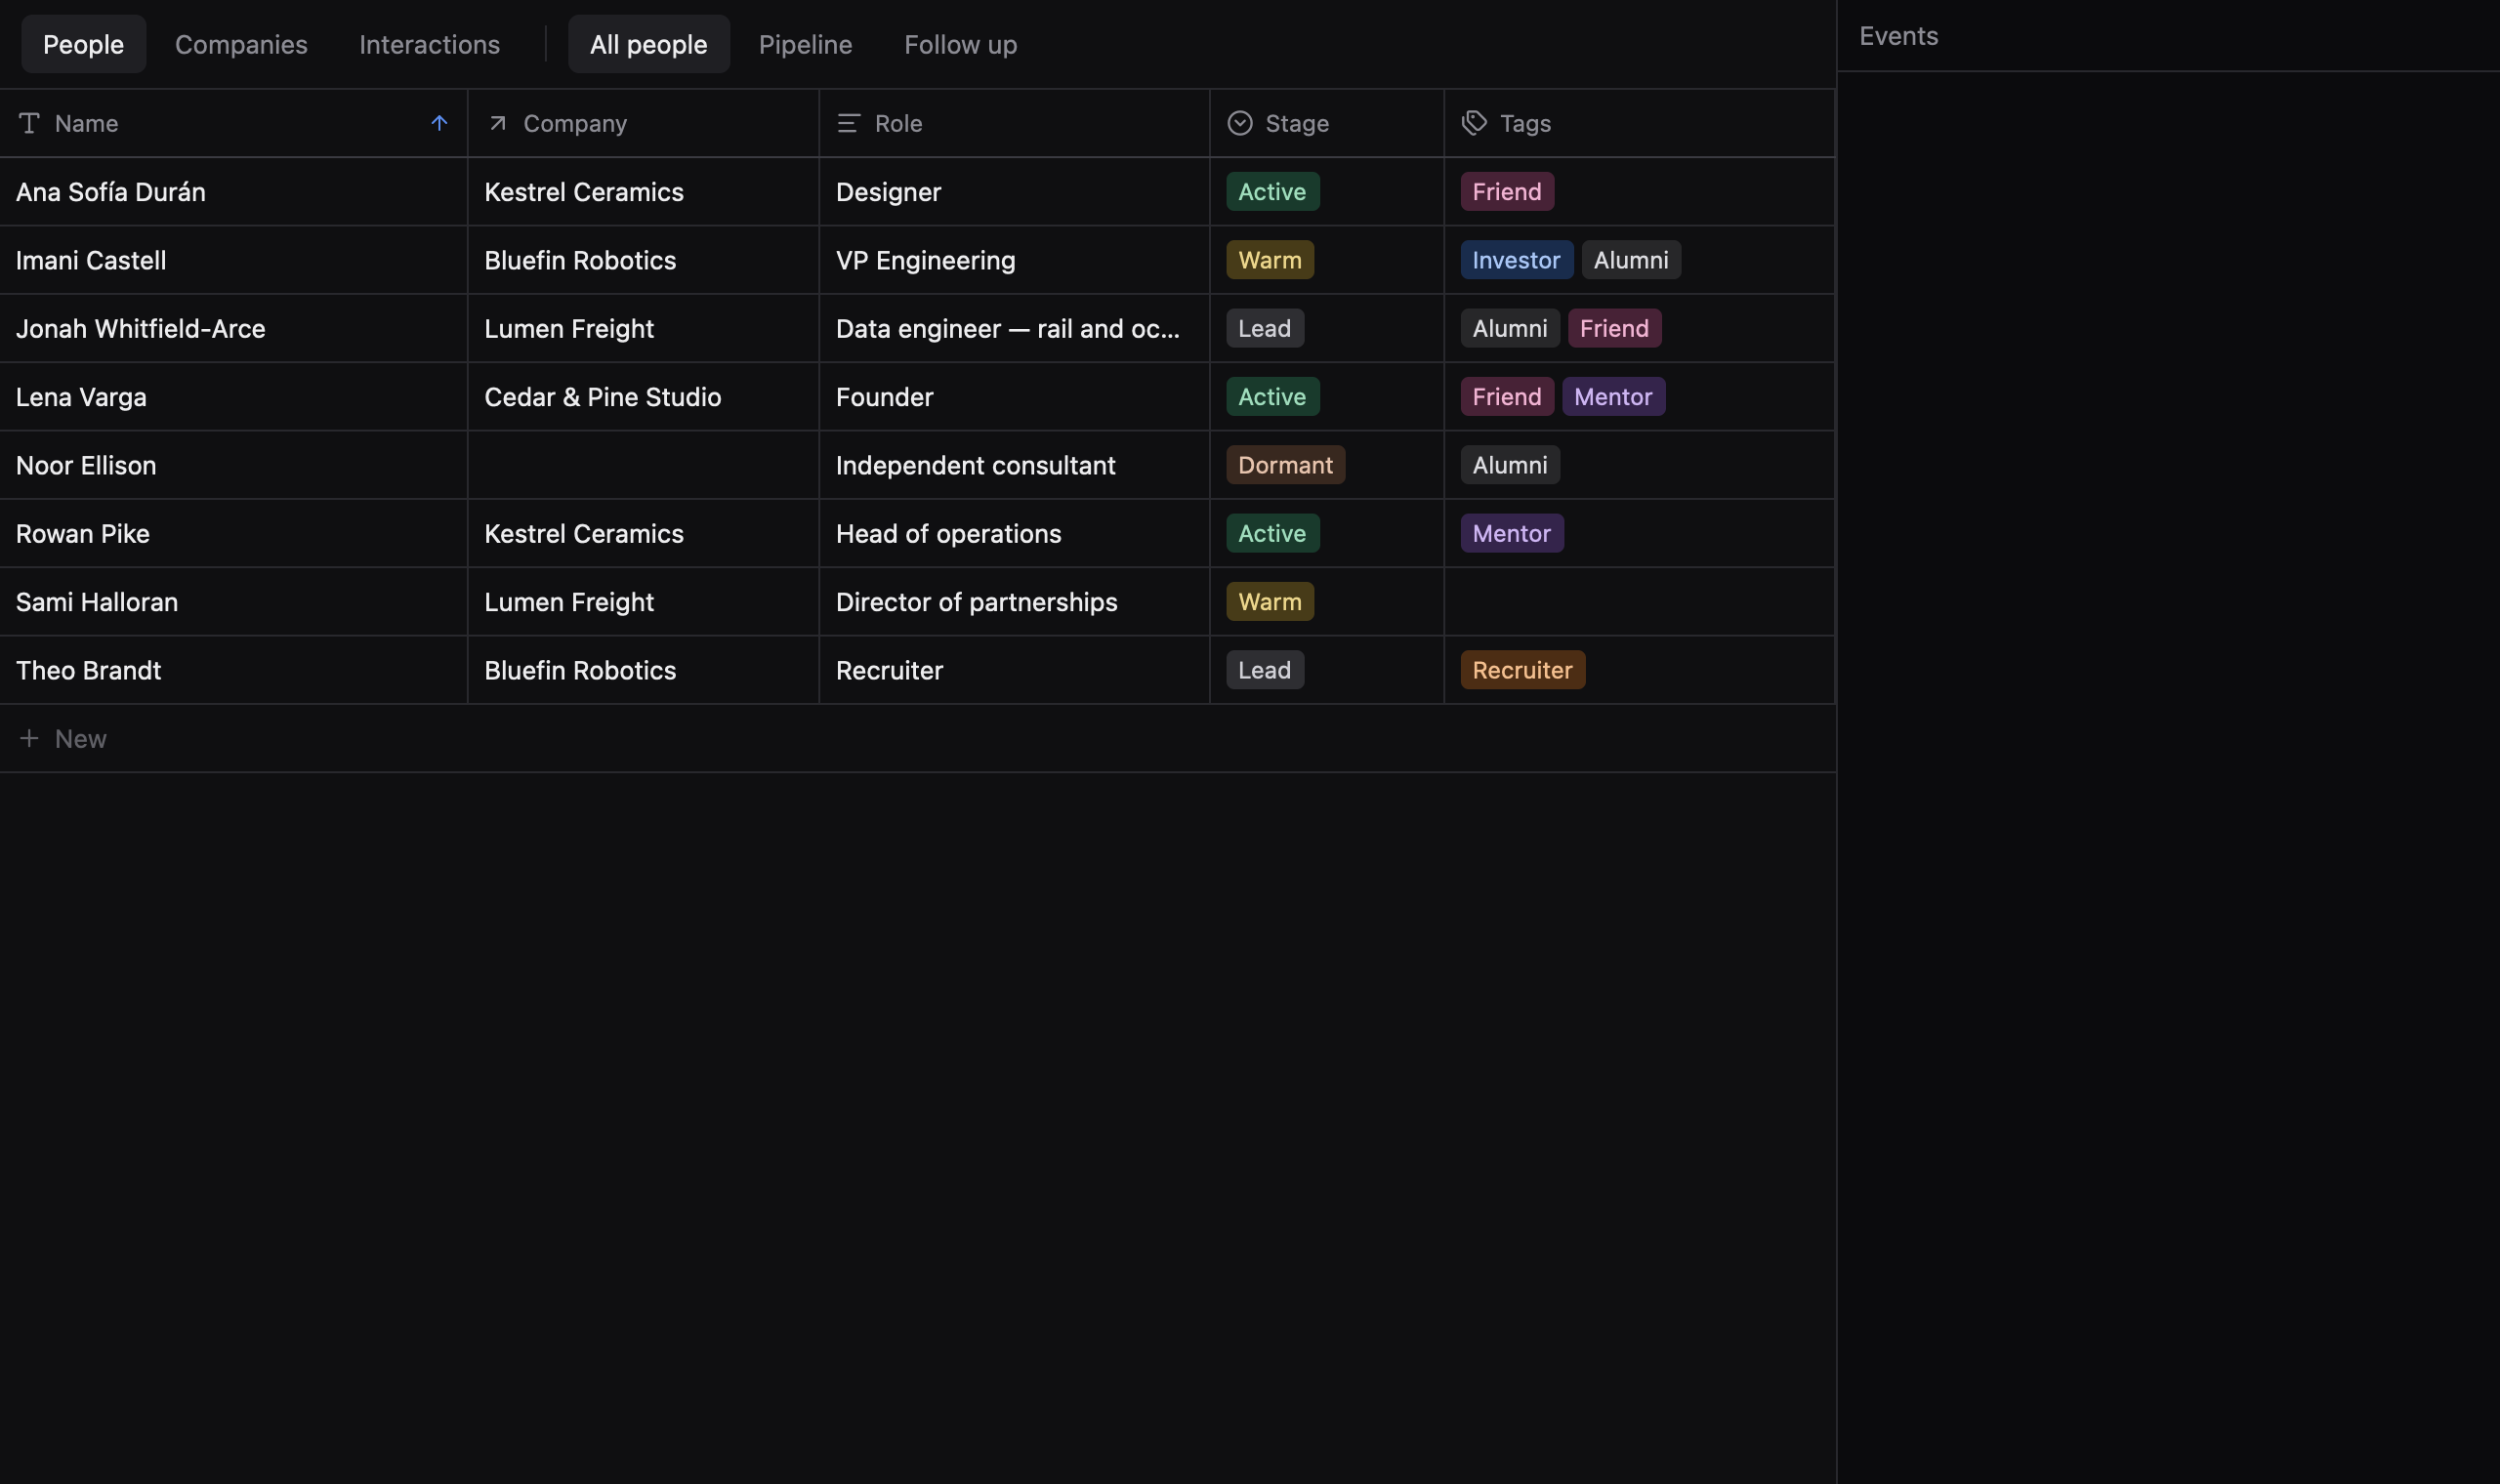 People Companies Interactions All people Pipeline Follow up Events
Name Company Role Stage Tags
Ana Sofía Durán Kestrel Ceramics Designer Active Friend
Imani Castell Bluefin Robotics VP Engineering Warm Investor Alumni
Jonah Whitfield-Arce Lumen Freight Data engineer — rail and oc... Lead Alumni Friend
Lena Varga Cedar & Pine Studio Founder Active Friend Mentor
Noor Ellison Independent consultant Dormant Alumni
Rowan Pike Kestrel Ceramics Head of operations Active Mentor
Sami Halloran Lumen Freight Director of partnerships Warm
Theo Brandt Bluefin Robotics Recruiter Lead Recruiter
New